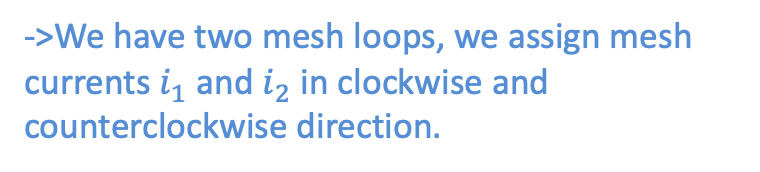 ->We have two mesh loops, we assign mesh
currents i₁ and i₂ in clockwise and
counterclockwise direction.